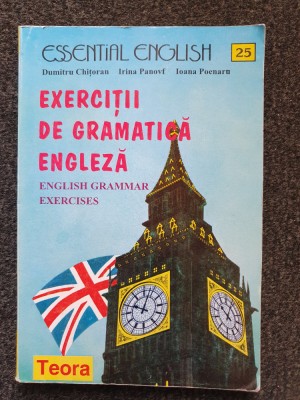 ESSENTiAL ENGLiSH
25
Dumitru Chițoran Irina Panovf Ioana Poenaru
EXERCIȚII
DE GRAMATICĂ
ENGLEZĂ
ENGLISH GRAMMAR
EXERCISES
Teora